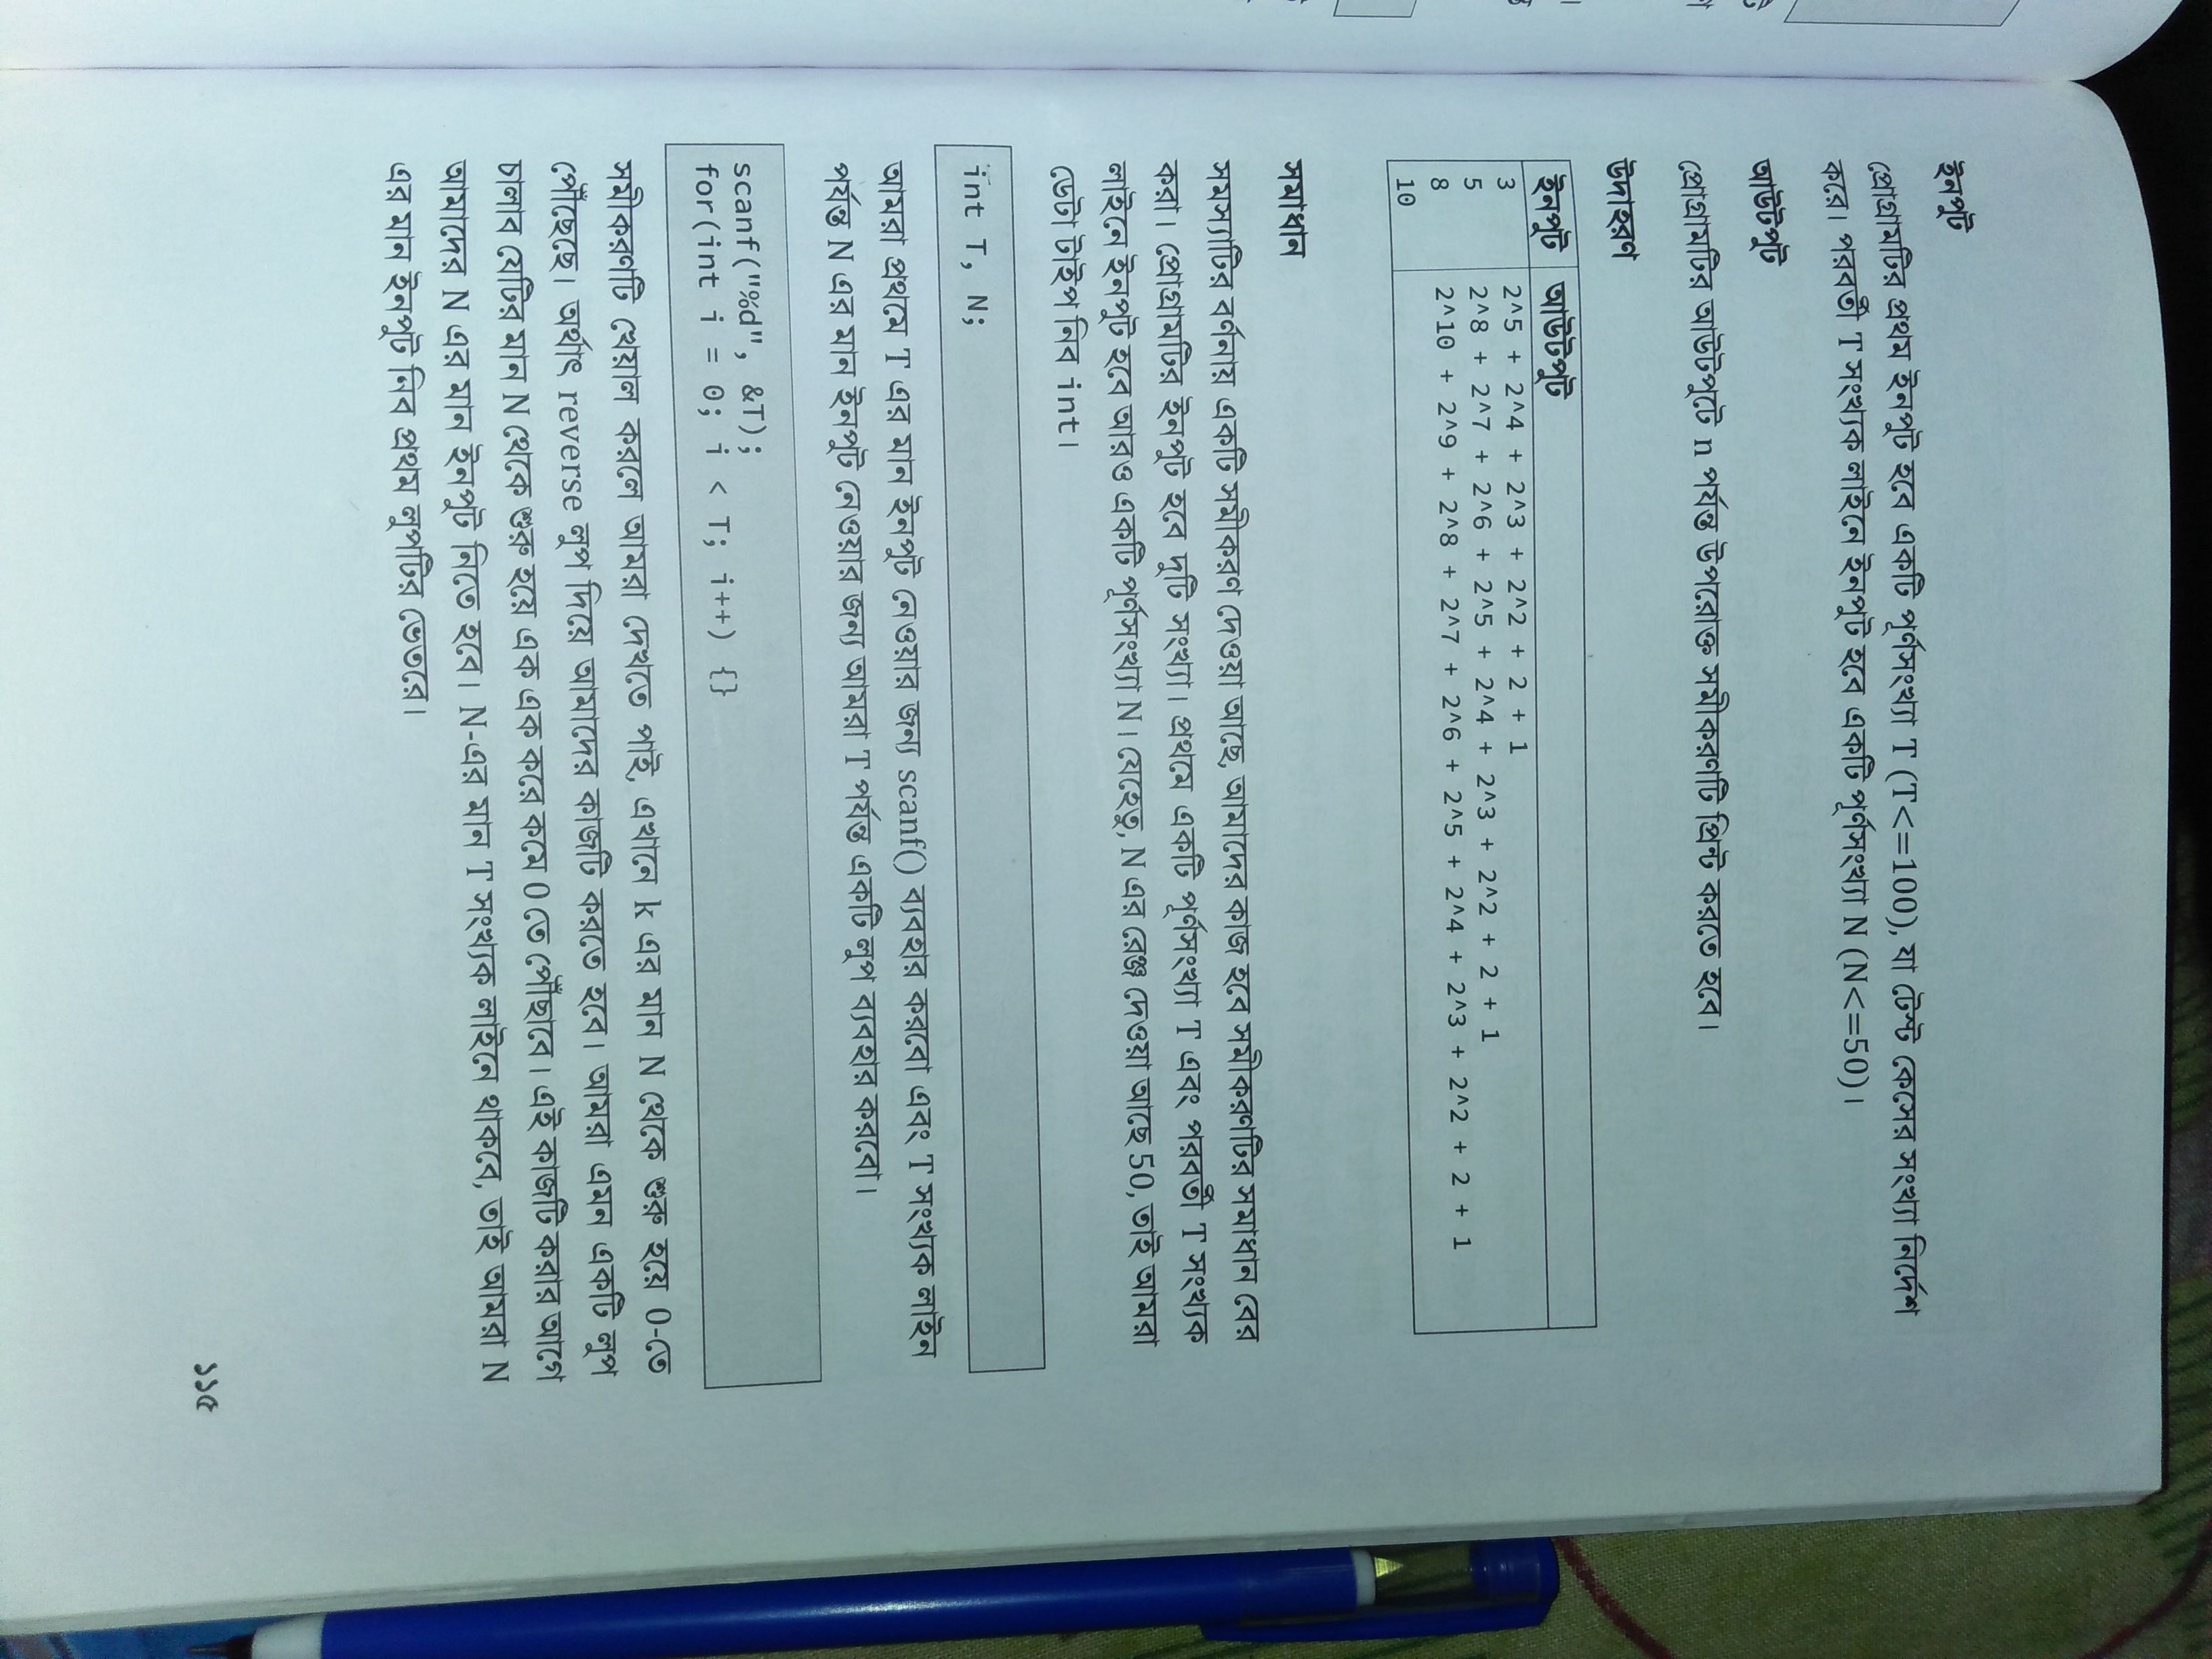 ইনপুট
প্রোগ্রামটির প্রথম ইনপুট হবে একটি পূর্ণসংখ্যা T (T<=100), যা টেস্ট কেসের সংখ্যা নির্দেশ
করে। পরবর্তী T সংখ্যক লাইনে ইনপুট হবে একটি পূর্ণসংখ্যা N (N<=50)।
আউটপুট
প্রোগ্রামটির আউটপুটে n পর্যন্ত উপরোক্ত সমীকরণটি প্রিন্ট করতে হবে।
উদাহরণ
ইনপুট আউটপুট
3 2^5 + 2^4 + 2^3 + 2^2 + 2 + 1
5 2^8 + 2^7 + 2^6 + 2^5 + 2^4 + 2^3 + 2^2 + 2 + 1
8 2^10 + 2^9 + 2^8 + 2^7 + 2^6 + 2^5 + 2^4 + 2^3 + 2^2 + 2 + 1
10
সমাধান
সমস্যাটির বর্ণনায় একটি সমীকরণ দেওয়া আছে, আমাদের কাজ হবে সমীকরণটির সমাধান বের
করা। প্রোগ্রামটির ইনপুট হবে দুটি সংখ্যা। প্রথমে একটি পূর্ণসংখ্যা T এবং পরবর্তী T সংখ্যক
লাইনে ইনপুট হবে আরও একটি পূর্ণসংখ্যা N। যেহেতু, N এর রেঞ্জ দেওয়া আছে 50, তাই আমরা
ডেটা টাইপ নিব int।
int T, N;
আমরা প্রথমে T এর মান ইনপুট নেওয়ার জন্য scanf() ব্যবহার করবো এবং T সংখ্যক লাইন
পর্যন্ত N এর মান ইনপুট নেওয়ার জন্য আমরা T পর্যন্ত একটি লুপ ব্যবহার করবো।
scanf("%d", &T);
for(int i = 0; i < T; i++) {}
সমীকরণটি খেয়াল করলে আমরা দেখতে পাই, এখানে k এর মান N থেকে শুরু হয়ে 0-তে
পৌঁছেছে। অর্থাৎ reverse লুপ দিয়ে আমাদের কাজটি করতে হবে। আমরা এমন একটি লুপ
চালাব যেটির মান N থেকে শুরু হয়ে এক এক করে কমে 0 তে পৌঁছাবে। এই কাজটি করার আগে
আমাদের N এর মান ইনপুট নিতে হবে। N-এর মান T সংখ্যক লাইনে থাকবে, তাই আমরা N
এর মান ইনপুট নিব প্রথম লুপটির ভেতরে।
১১৫